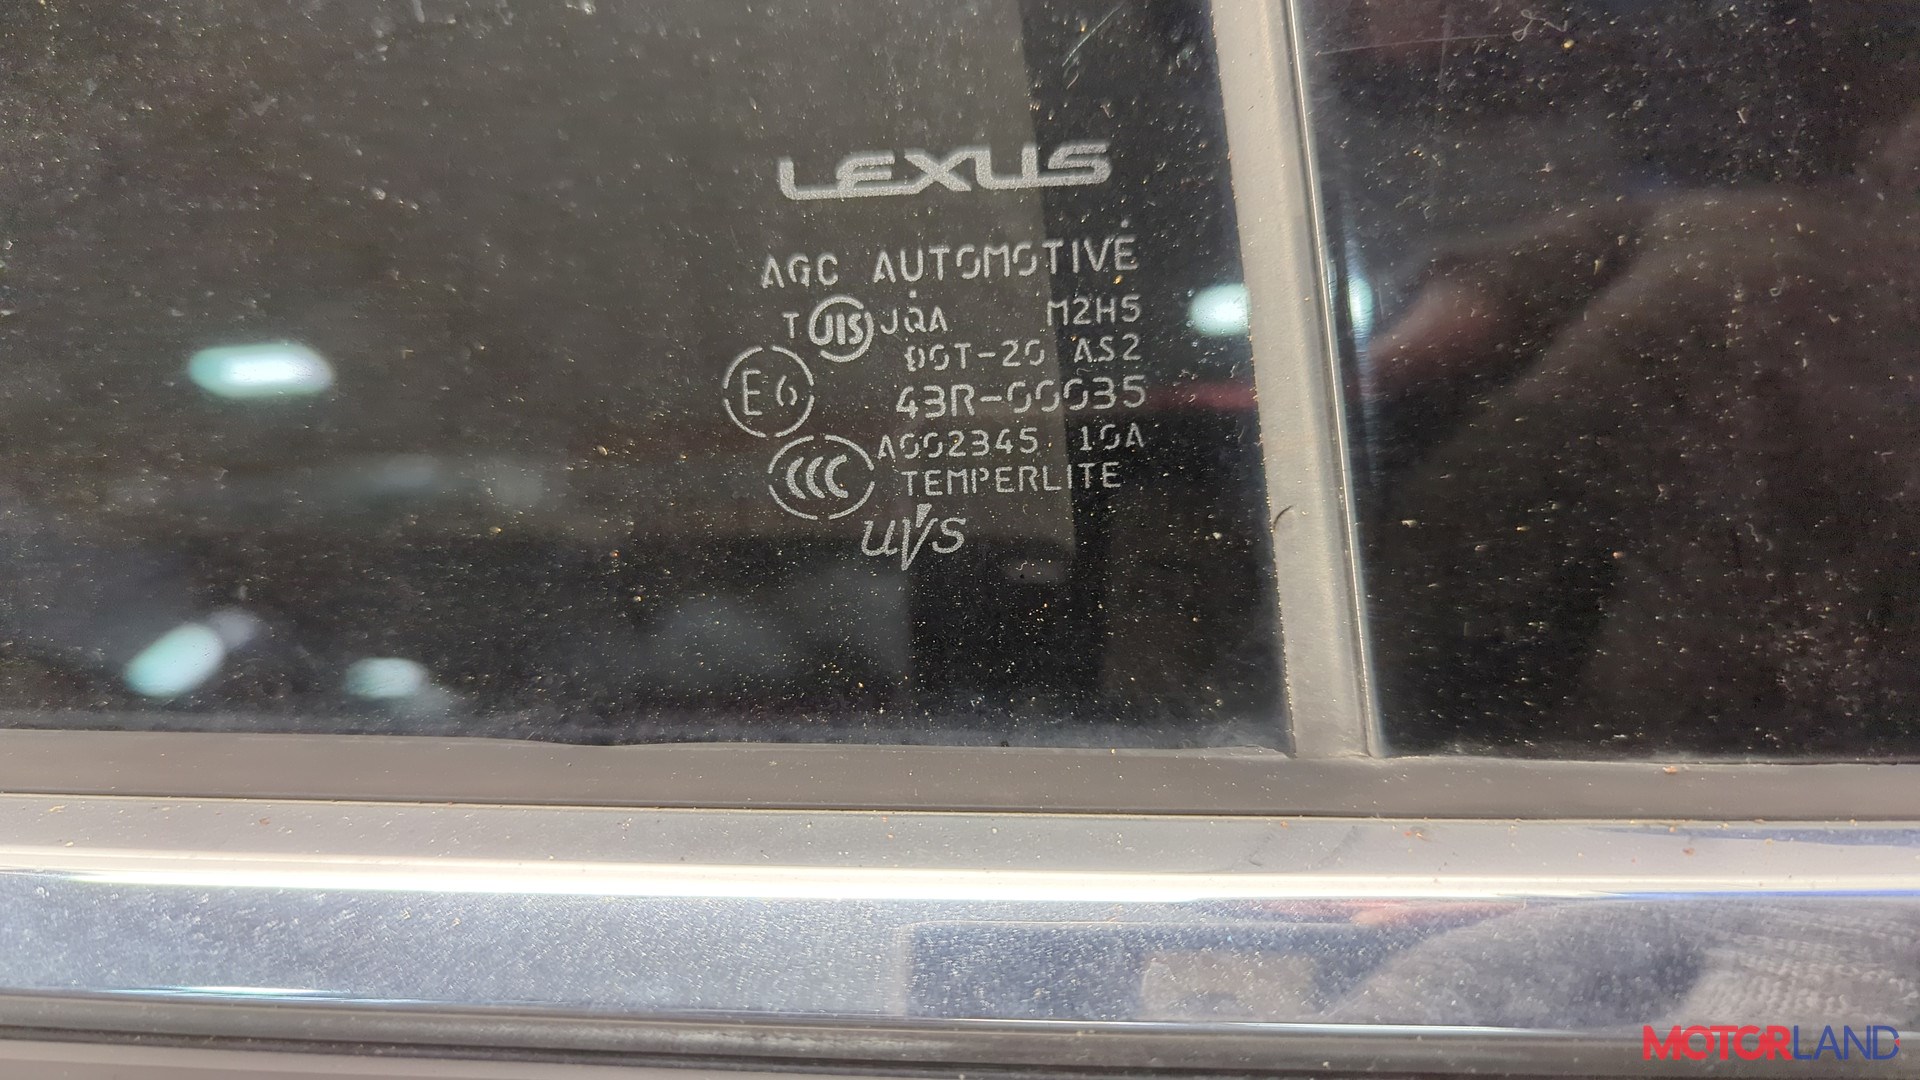 LEXUS
AGC AUTOMOTIVE
T JIS JQA M2H5
DOT-20 AS2
E6 43R-00035
CCC A002345 10A
TEMPERLITE
UVS
MOTORLAND